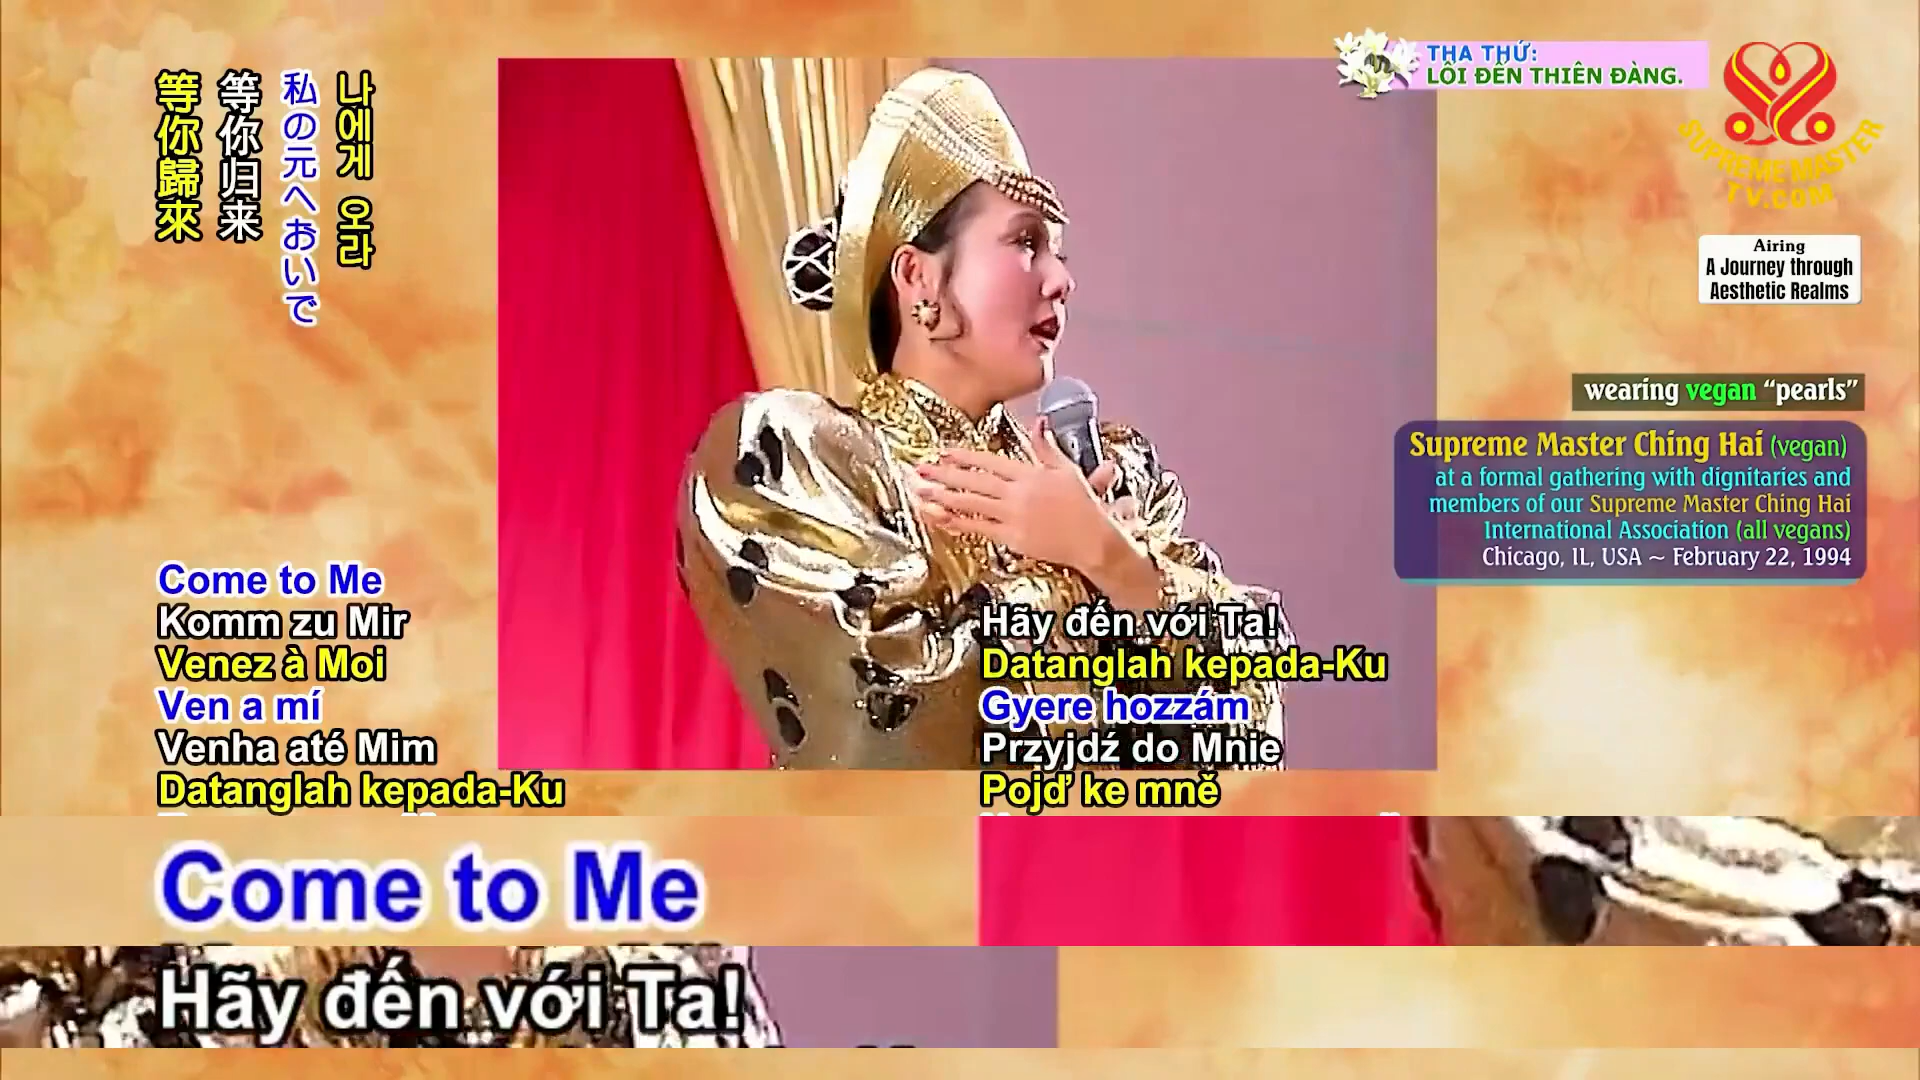 나에게 오라
私の元へおいで
等你归来
等你歸來
THA THỨ:
LỐI ĐẾN THIÊN ĐÀNG.
SUPREME MASTER
TV.COM
Airing
A Journey through
Aesthetic Realms
wearing vegan “pearls”
Supreme Master Ching Hai (vegan)
at a formal gathering with dignitaries and
members of our Supreme Master Ching Hai
International Association (all vegans)
Chicago, IL, USA ~ February 22, 1994
Come to Me
Komm zu Mir
Venez à Moi
Ven a mí
Venha até Mim
Datanglah kepada-Ku
Hãy đến với Ta!
Datanglah kepada-Ku
Gyere hozzám
Przyjdź do Mnie
Pojď ke mně
Come to Me
Hãy đến với Ta!